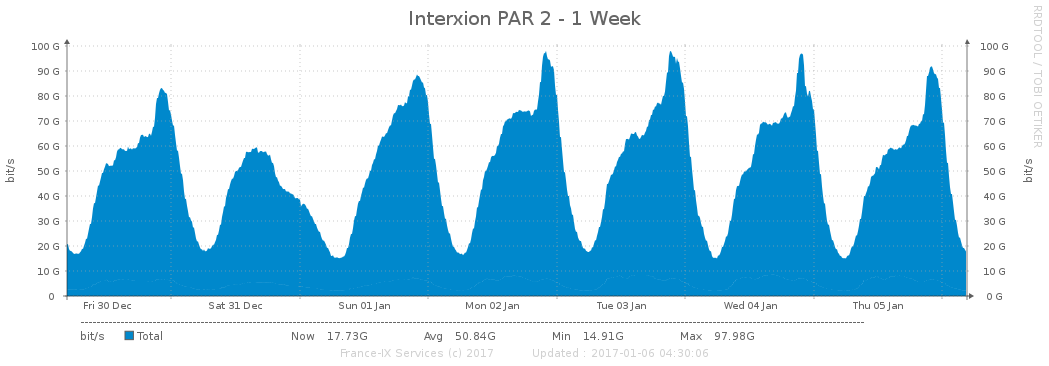 Interxion PAR 2 - 1 Week
RRDTOOL / TOBI OETIKER
bit/s
100 G 100 G
90 G 90 G
80 G 80 G
70 G 70 G
60 G 60 G
50 G 50 G
40 G 40 G
30 G 30 G
20 G 20 G
10 G 10 G
0 0 G
bit/s
Fri 30 Dec Sat 31 Dec Sun 01 Jan Mon 02 Jan Tue 03 Jan Wed 04 Jan Thu 05 Jan
bit/s Total Now 17.73G Avg 50.84G Min 14.91G Max 97.98G
France-IX Services (c) 2017 Updated : 2017-01-06 04:30:06